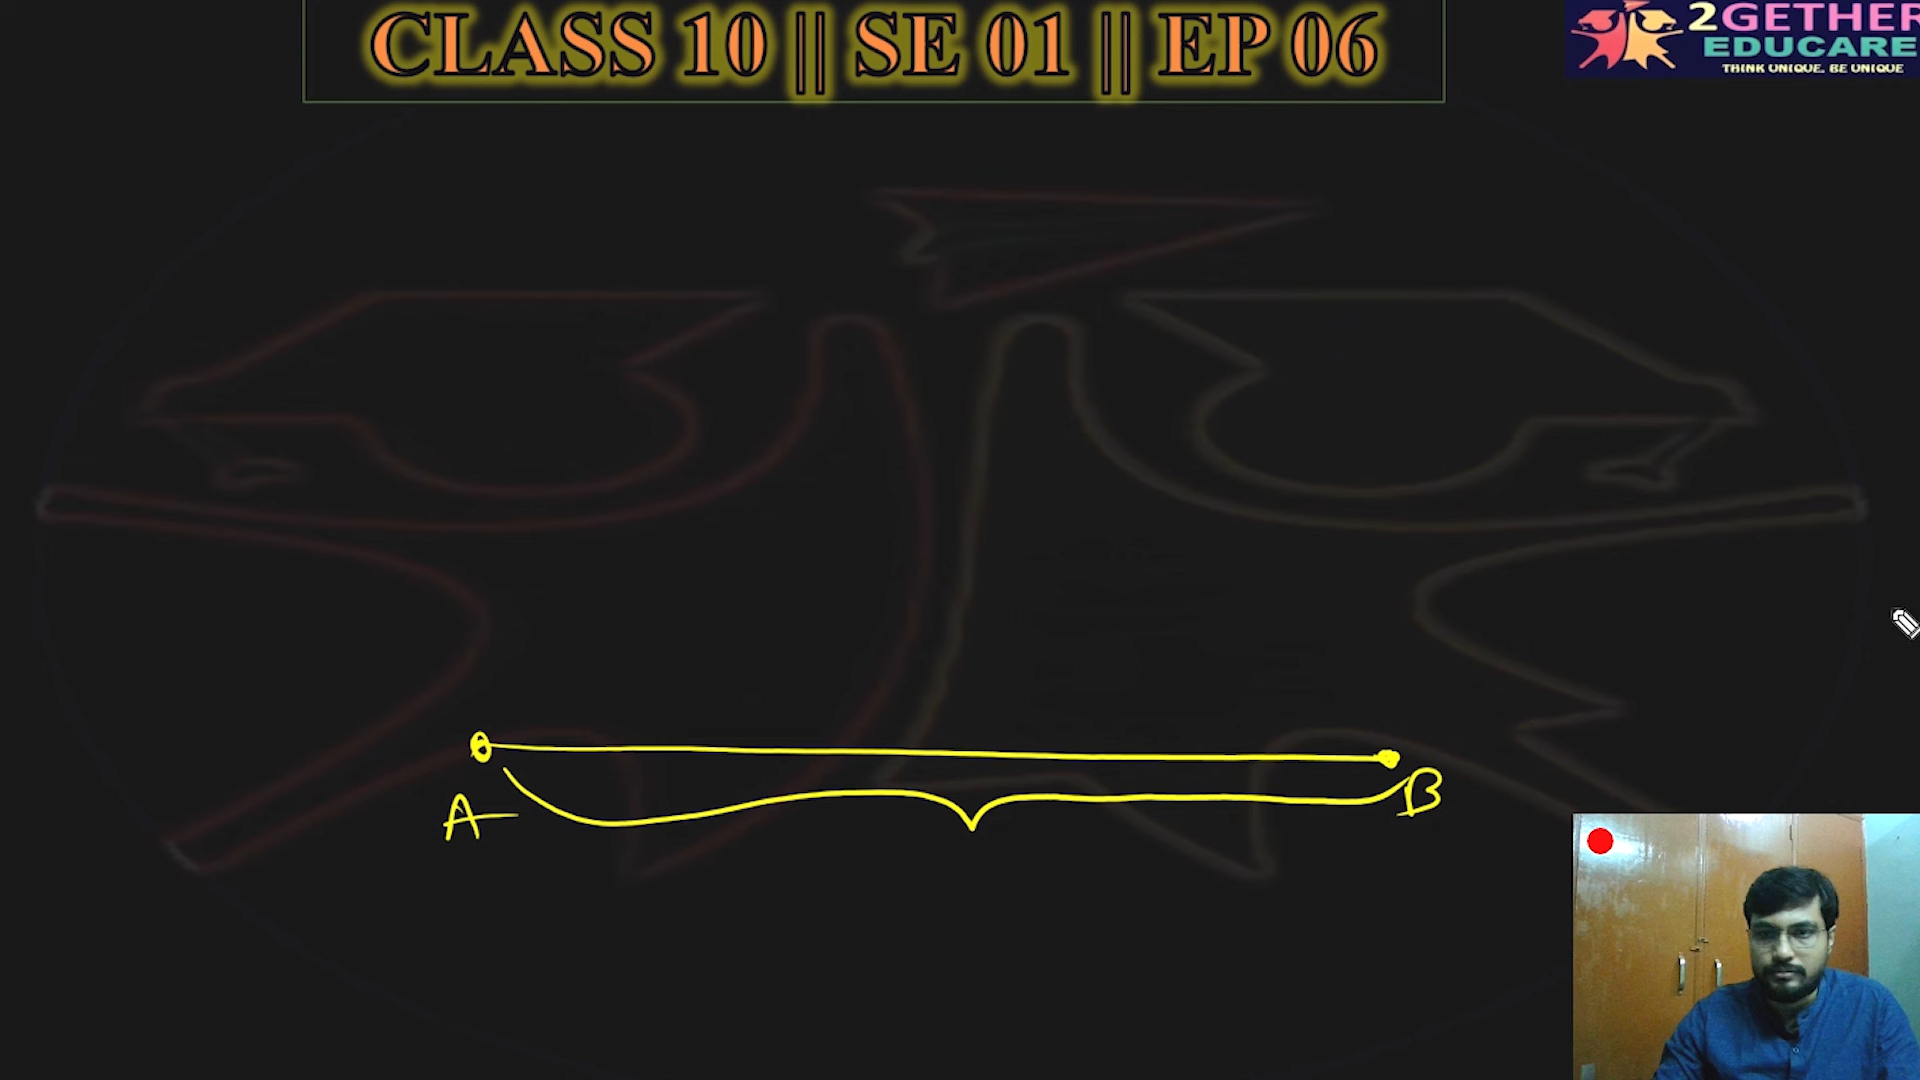 CLASS 10 || SE 01 || EP 06
2GETHER
EDUCARE
THINK UNIQUE. BE UNIQUE
A
B